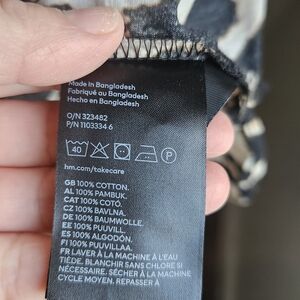 Made in Bangladesh
Fabriqué au Bangladesh
Hecho en Bangladesh
O/N 323482
P/N 1103334 6
40
P
hm.com/takecare
GB 100% COTTON.
AL 100% PAMBUK.
CAT 100% COTÓ.
CZ 100% BAVLNA.
DE 100% BAUMWOLLE.
EE 100% PUUVILL.
ES 100% ALGODÓN.
FI 100% PUUVILLAA.
FR LAVER À LA MACHINE À L'EAU
TIÈDE. BLANCHIR SANS CHLORE SI
NÉCESSAIRE. SÉCHER À LA MACHINE
CYCLE MOYEN. REPASSER À